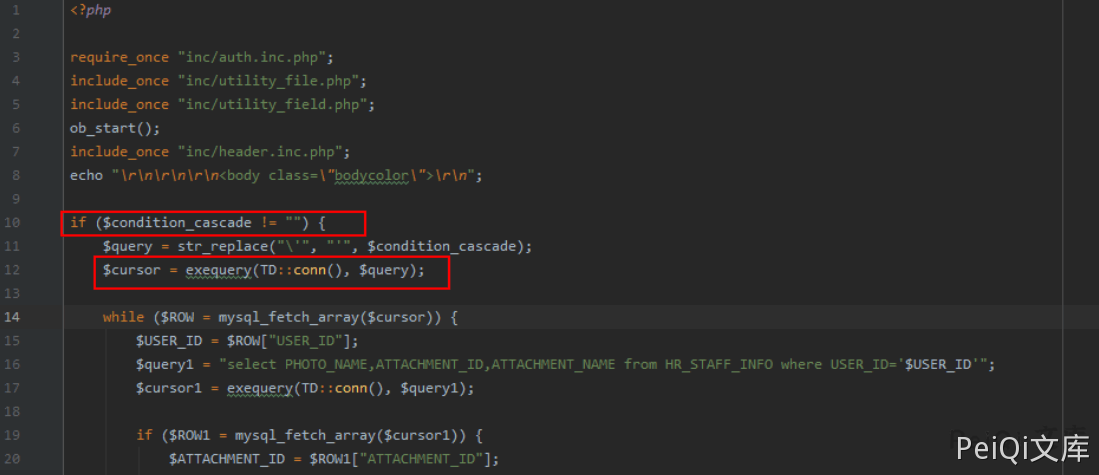 1 <?php
2
3 require_once "inc/auth.inc.php";
4 include_once "inc/utility_file.php";
5 include_once "inc/utility_field.php";
6 ob_start();
7 include_once "inc/header.inc.php";
8 echo "\r\n\r\n\r\n<body class=\"bodycolor\">\r\n";
9
10 if ($condition_cascade != "") {
11 $query = str_replace("\'", "'", $condition_cascade);
12 $cursor = exequery(TD::conn(), $query);
13
14 while ($ROW = mysql_fetch_array($cursor)) {
15 $USER_ID = $ROW["USER_ID"];
16 $query1 = "select PHOTO_NAME,ATTACHMENT_ID,ATTACHMENT_NAME from HR_STAFF_INFO where USER_ID='$USER_ID'";
17 $cursor1 = exequery(TD::conn(), $query1);
18
19 if ($ROW1 = mysql_fetch_array($cursor1)) {
20 $ATTACHMENT_ID = $ROW1["ATTACHMENT_ID"];
PeiQi文库